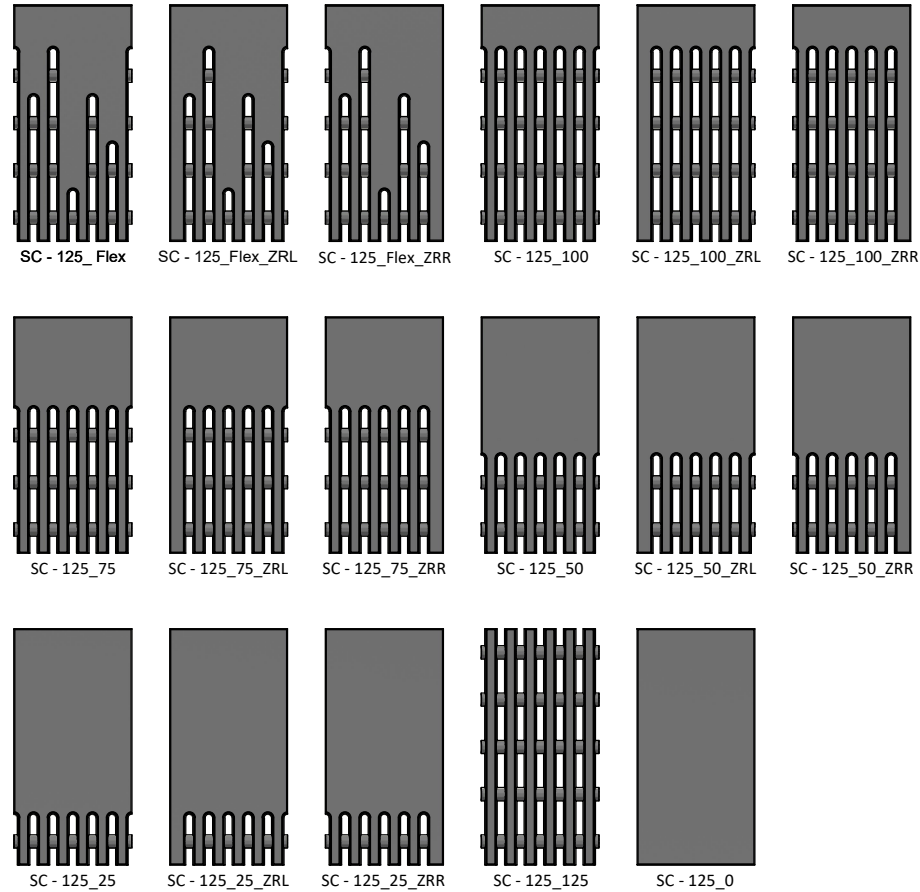 SC - 125_ Flex
SC - 125_Flex_ZRL
SC - 125_Flex_ZRR
SC - 125_100
SC - 125_100_ZRL
SC - 125_100_ZRR
SC - 125_75
SC - 125_75_ZRL
SC - 125_75_ZRR
SC - 125_50
SC - 125_50_ZRL
SC - 125_50_ZRR
SC - 125_25
SC - 125_25_ZRL
SC - 125_25_ZRR
SC - 125_125
SC - 125_0